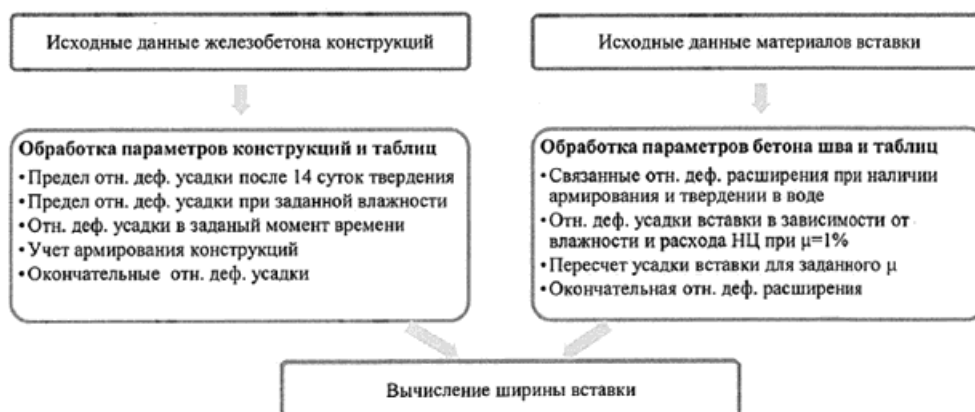 Исходные данные железобетона конструкций
Исходные данные материалов вставки
Обработка параметров конструкций и таблиц
•Предел отн. деф. усадки после 14 суток твердения
•Предел отн. деф. усадки при заданной влажности
•Отн. деф. усадки в заданый момент времени
•Учет армирования конструкций
•Окончательные отн. деф. усадки
Обработка параметров бетона шва и таблиц
•Связанные отн. деф. расширения при наличии
армирования и твердении в воде
•Отн. деф. усадки вставки в зависимости от
влажности и расхода НЦ при μ=1%
•Пересчет усадки вставки для заданного μ
•Окончательная отн. деф. расширения
Вычисление ширины вставки